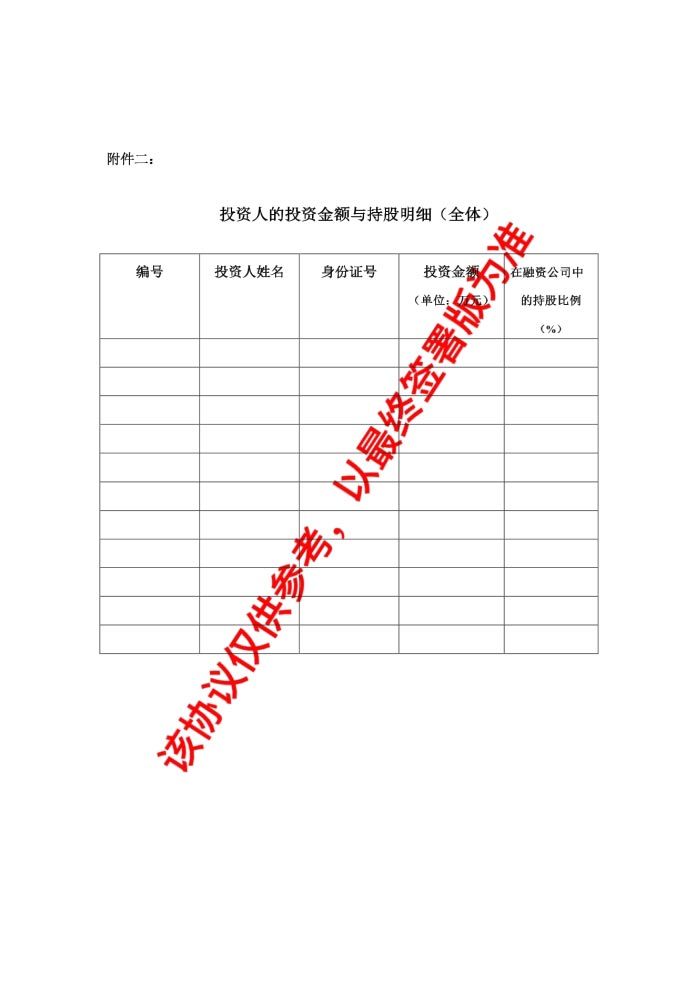 附件二：
投资人的投资金额与持股明细（全体）
编号 投资人姓名 身份证号 投资金额 在融资公司中
（单位：万元） 的持股比例
（%）
该协议仅供参考，以最终签署版为准